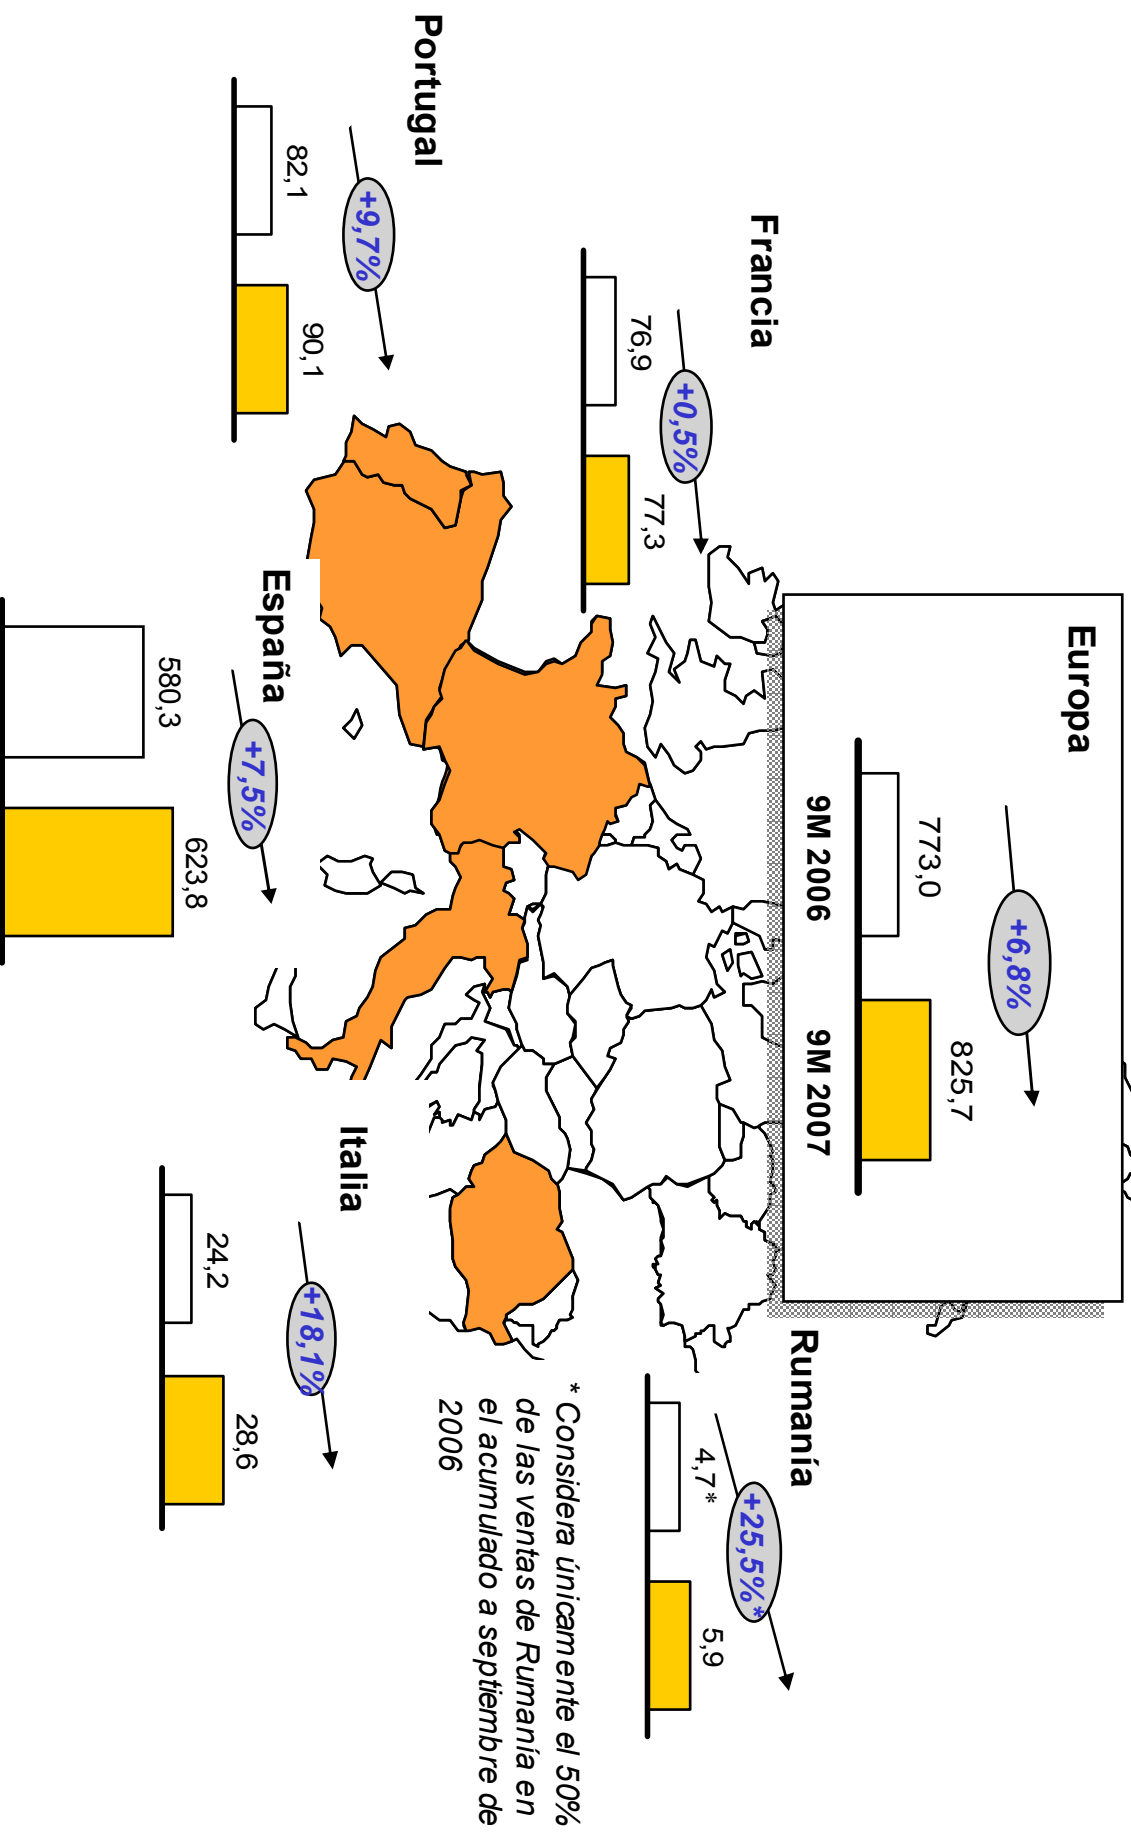 Europa
+6,8%
773,0
825,7
9M 2006
9M 2007
Francia
+0,5%
76,9
77,3
Rumanía
+25,5%*
4,7*
5,9
Portugal
+9,7%
82,1
90,1
España
+7,5%
580,3
623,8
Italia
+18,1%
24,2
28,6
* Considera únicamente el 50%
de las ventas de Rumanía en
el acumulado a septiembre de
2006